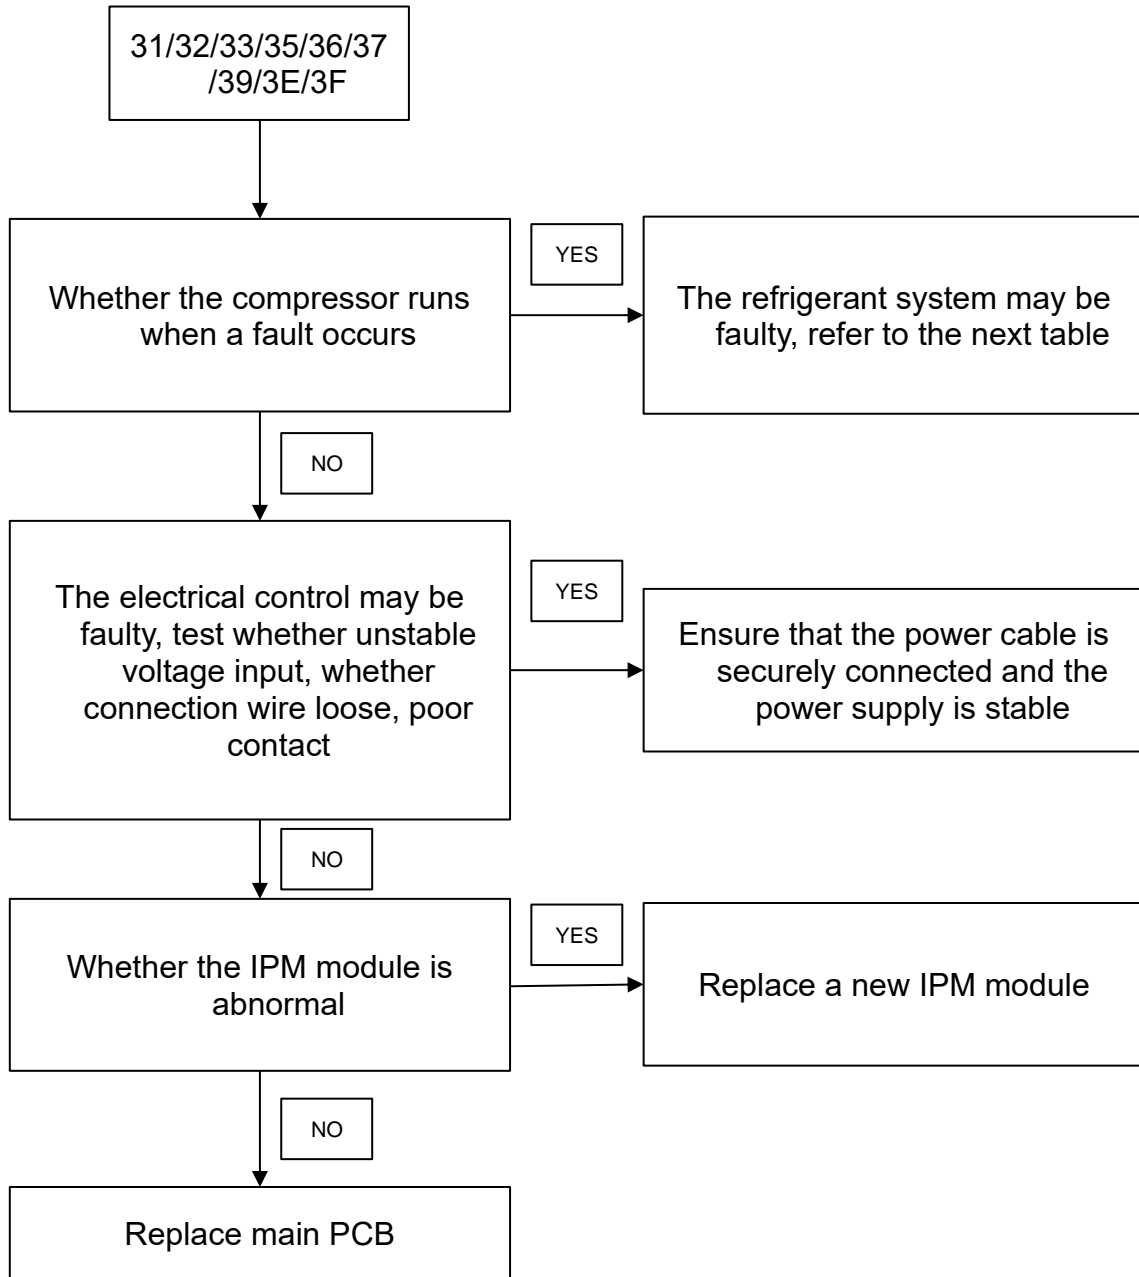 31/32/33/35/36/37
/39/3E/3F
Whether the compressor runs
when a fault occurs
YES
The refrigerant system may be
faulty, refer to the next table
NO
The electrical control may be
faulty, test whether unstable
voltage input, whether
connection wire loose, poor
contact
YES
Ensure that the power cable is
securely connected and the
power supply is stable
NO
Whether the IPM module is
abnormal
YES
Replace a new IPM module
NO
Replace main PCB